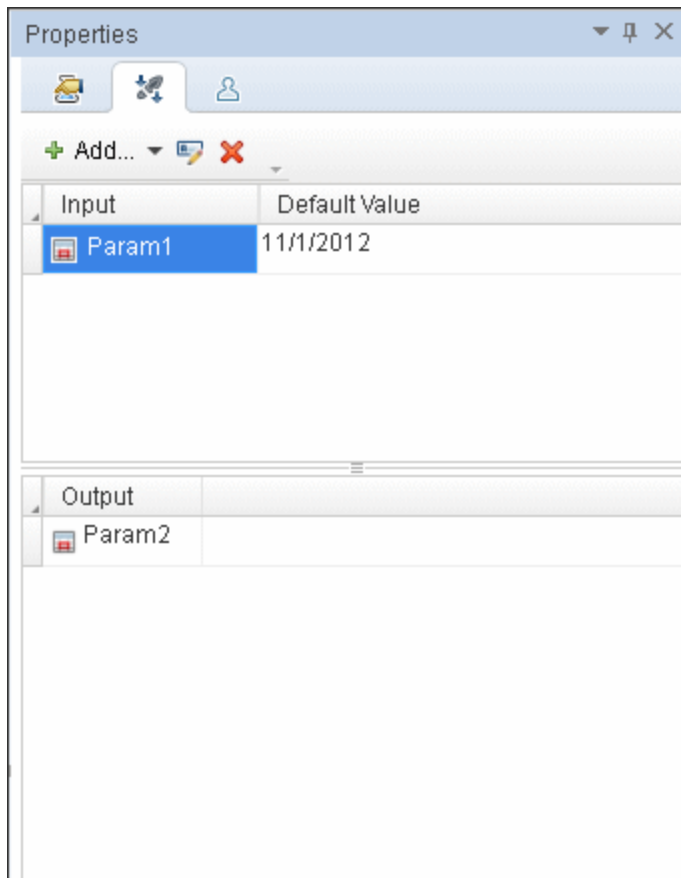 Properties
Add...
Input Default Value
Param1 11/1/2012
Output
Param2